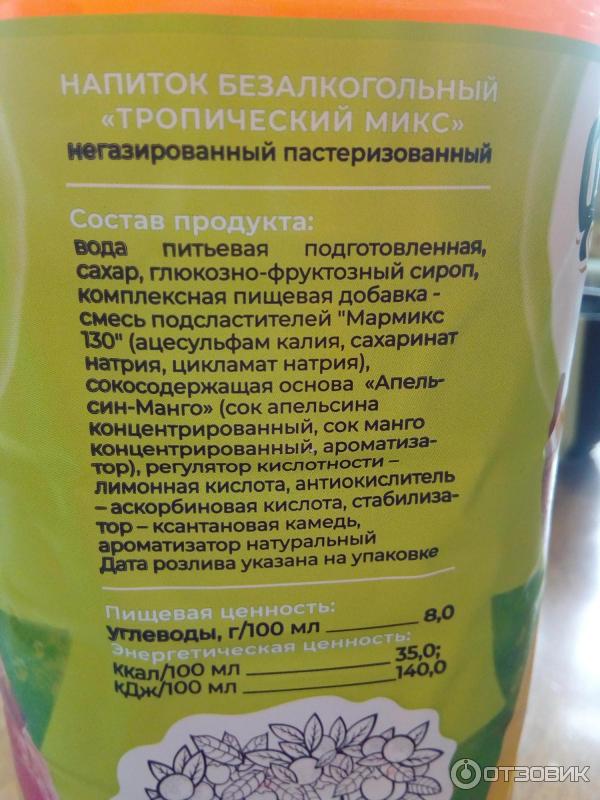 НАПИТОК БЕЗАЛКОГОЛЬНЫЙ
«ТРОПИЧЕСКИЙ МИКС»
негазированный пастеризованный
Состав продукта:
вода питьевая подготовленная,
сахар, глюкозно-фруктозный сироп,
комплексная пищевая добавка -
смесь подсластителей "Мармикс
130" (ацесульфам калия, сахаринат
натрия, цикламат натрия),
сокосодержащая основа «Апель-
син-Манго» (сок апельсина
концентрированный, сок манго
концентрированный, ароматиза-
тор), регулятор кислотности –
лимонная кислота, антиокислитель
– аскорбиновая кислота, стабилиза-
тор – ксантановая камедь,
ароматизатор натуральный
Дата розлива указана на упаковке
Пищевая ценность:
Углеводы, г/100 мл 8,0
Энергетическая ценность:
Ккал/100 мл 35,0;
кДж/100 мл 140,0
ОТЗОВИК